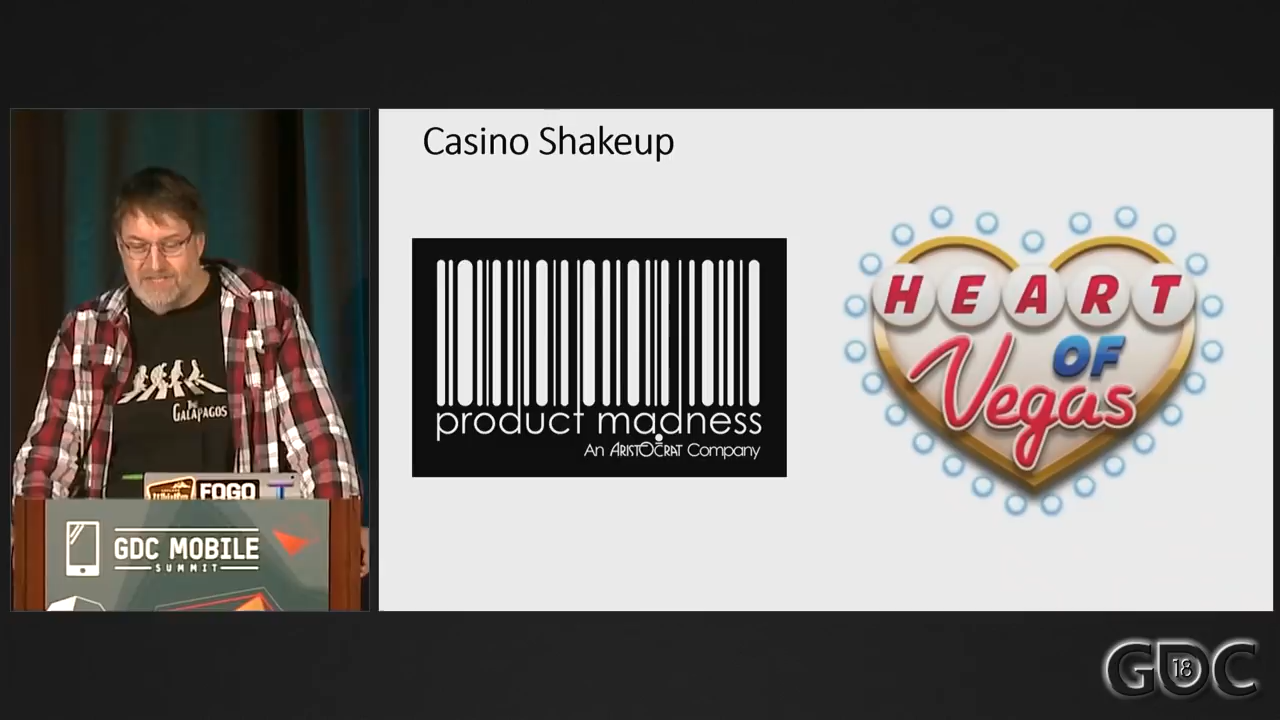 Casino Shakeup
product madness
An ARISTOCRAT Company
HEART
OF
Vegas
THE
GALAPAGOS
FOGO
GDC MOBILE
SUMMIT
GDC
18